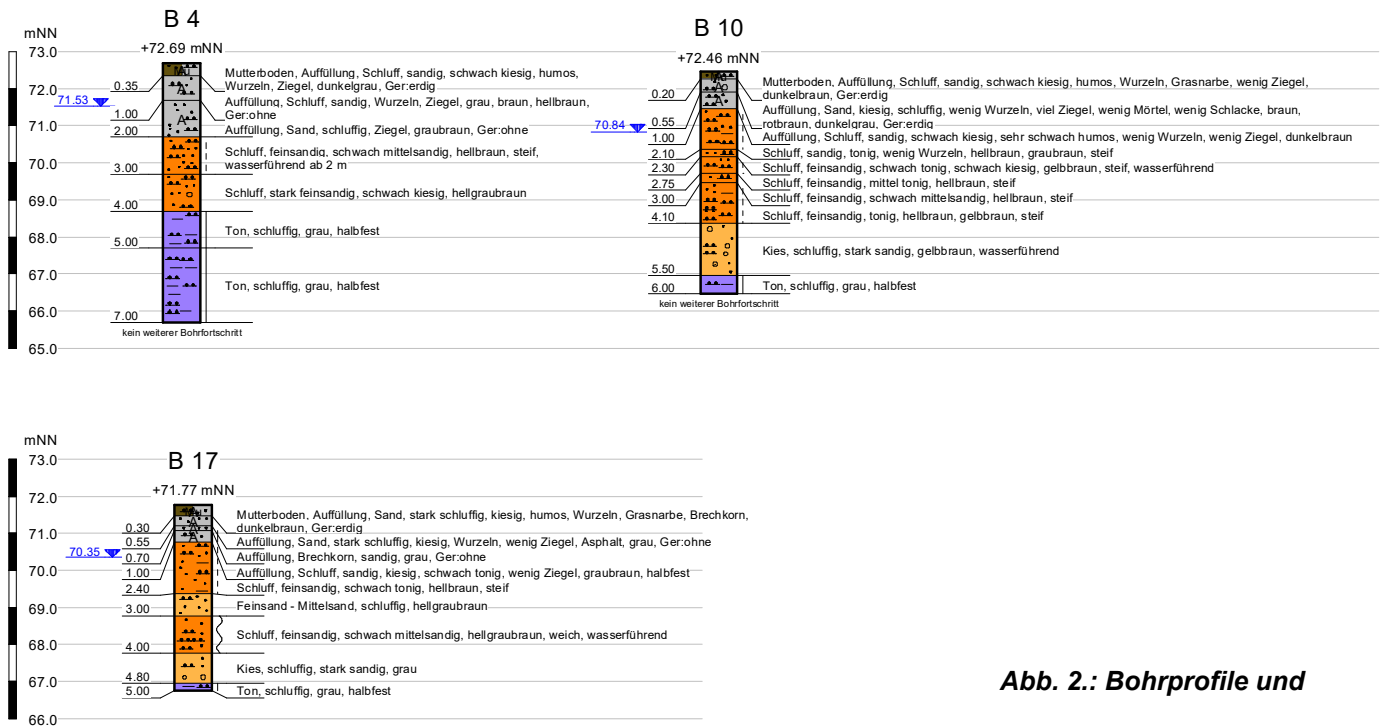 B 4
mNN
+72.69 mNN
73.0
72.0
71.0
70.0
69.0
68.0
67.0
66.0
65.0
71.53
0.35
Mutterboden, Auffüllung, Schluff, sandig, schwach kiesig, humos,
Wurzeln, Ziegel, dunkelgrau, Ger:erdig
1.00
Auffüllung, Schluff, sandig, Wurzeln, Ziegel, grau, braun, hellbraun,
Ger:ohne
2.00
Auffüllung, Sand, schluffig, Ziegel, graubraun, Ger:ohne
3.00
Schluff, feinsandig, schwach mittelsandig, hellbraun, steif,
wasserführend ab 2 m
4.00
Schluff, stark feinsandig, schwach kiesig, hellgraubraun
5.00
Ton, schluffig, grau, halbfest
7.00
Ton, schluffig, grau, halbfest
kein weiterer Bohrfortschritt
A
A
B 10
+72.46 mNN
70.84
0.20
Mutterboden, Auffüllung, Schluff, sandig, schwach kiesig, humos, Wurzeln, Grasnarbe, wenig Ziegel,
dunkelbraun, Ger:erdig
0.55
Auffüllung, Sand, kiesig, schluffig, wenig Wurzeln, viel Ziegel, wenig Mörtel, wenig Schlacke, braun,
rotbraun, dunkelgrau, Ger:erdig
1.00
Auffüllung, Schluff, sandig, schwach kiesig, sehr schwach humos, wenig Wurzeln, wenig Ziegel, dunkelbraun
2.10
Schluff, sandig, tonig, wenig Wurzeln, hellbraun, graubraun, steif
2.30
Schluff, feinsandig, schwach tonig, schwach kiesig, gelbbraun, steif, wasserführend
2.75
Schluff, feinsandig, mittel tonig, hellbraun, steif
3.00
Schluff, feinsandig, schwach mittelsandig, hellbraun, steif
4.10
Schluff, feinsandig, tonig, hellbraun, gelbbraun, steif
5.50
Kies, schluffig, stark sandig, gelbbraun, wasserführend
6.00
Ton, schluffig, grau, halbfest
kein weiterer Bohrfortschritt
B 17
mNN
+71.77 mNN
73.0
72.0
71.0
70.0
69.0
68.0
67.0
66.0
70.35
0.30
Mutterboden, Auffüllung, Sand, stark schluffig, kiesig, humos, Wurzeln, Grasnarbe, Brechkorn,
dunkelbraun, Ger:erdig
0.55
Auffüllung, Sand, stark schluffig, kiesig, Wurzeln, wenig Ziegel, Asphalt, grau, Ger:ohne
0.70
Auffüllung, Brechkorn, sandig, grau, Ger:ohne
1.00
Auffüllung, Schluff, sandig, kiesig, schwach tonig, wenig Ziegel, graubraun, halbfest
2.40
Schluff, feinsandig, schwach tonig, hellbraun, steif
3.00
Feinsand - Mittelsand, schluffig, hellgraubraun
4.00
Schluff, feinsandig, schwach mittelsandig, hellgraubraun, weich, wasserführend
4.80
Kies, schluffig, stark sandig, grau
5.00
Ton, schluffig, grau, halbfest
Abb. 2.: Bohrprofile und